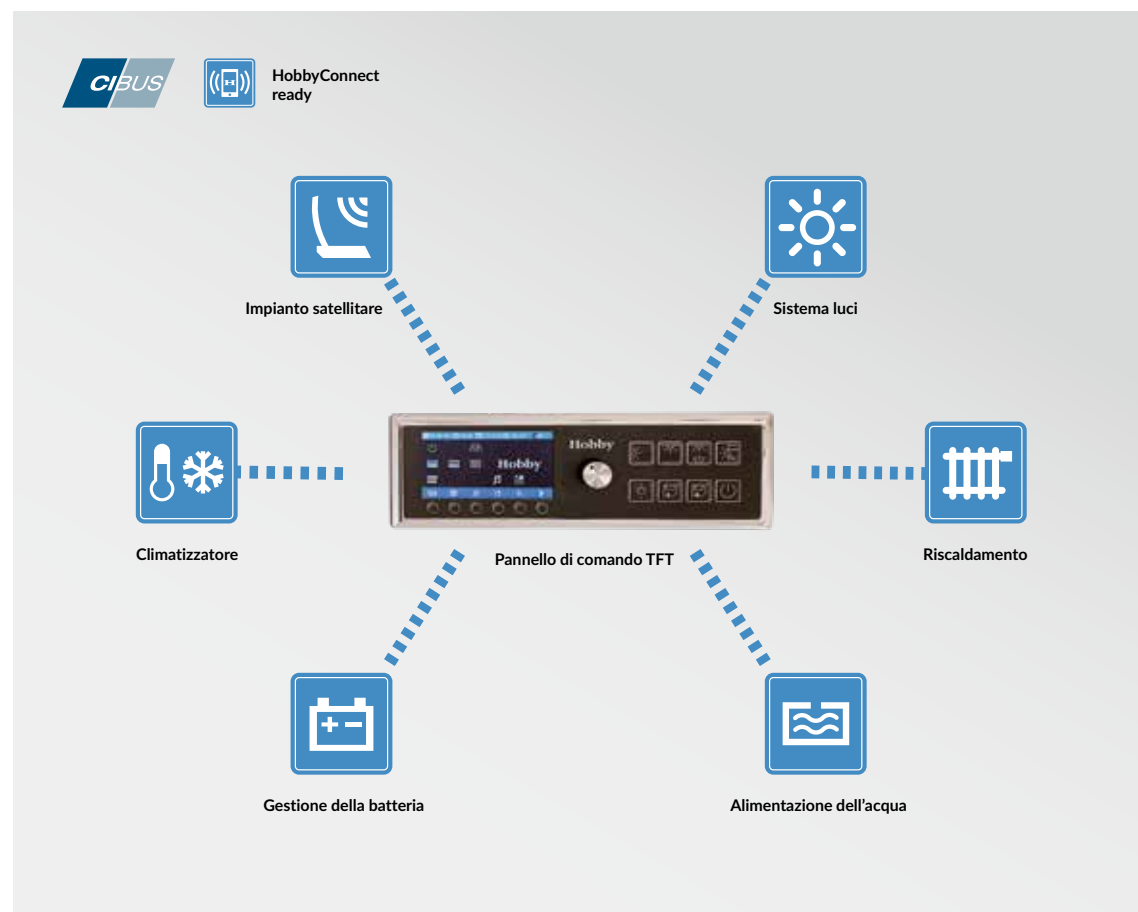 CIBUS
HobbyConnect
ready
Impianto satellitare
Sistema luci
Hobby
Hobby
Climatizzatore
Pannello di comando TFT
Riscaldamento
Gestione della batteria
Alimentazione dell'acqua